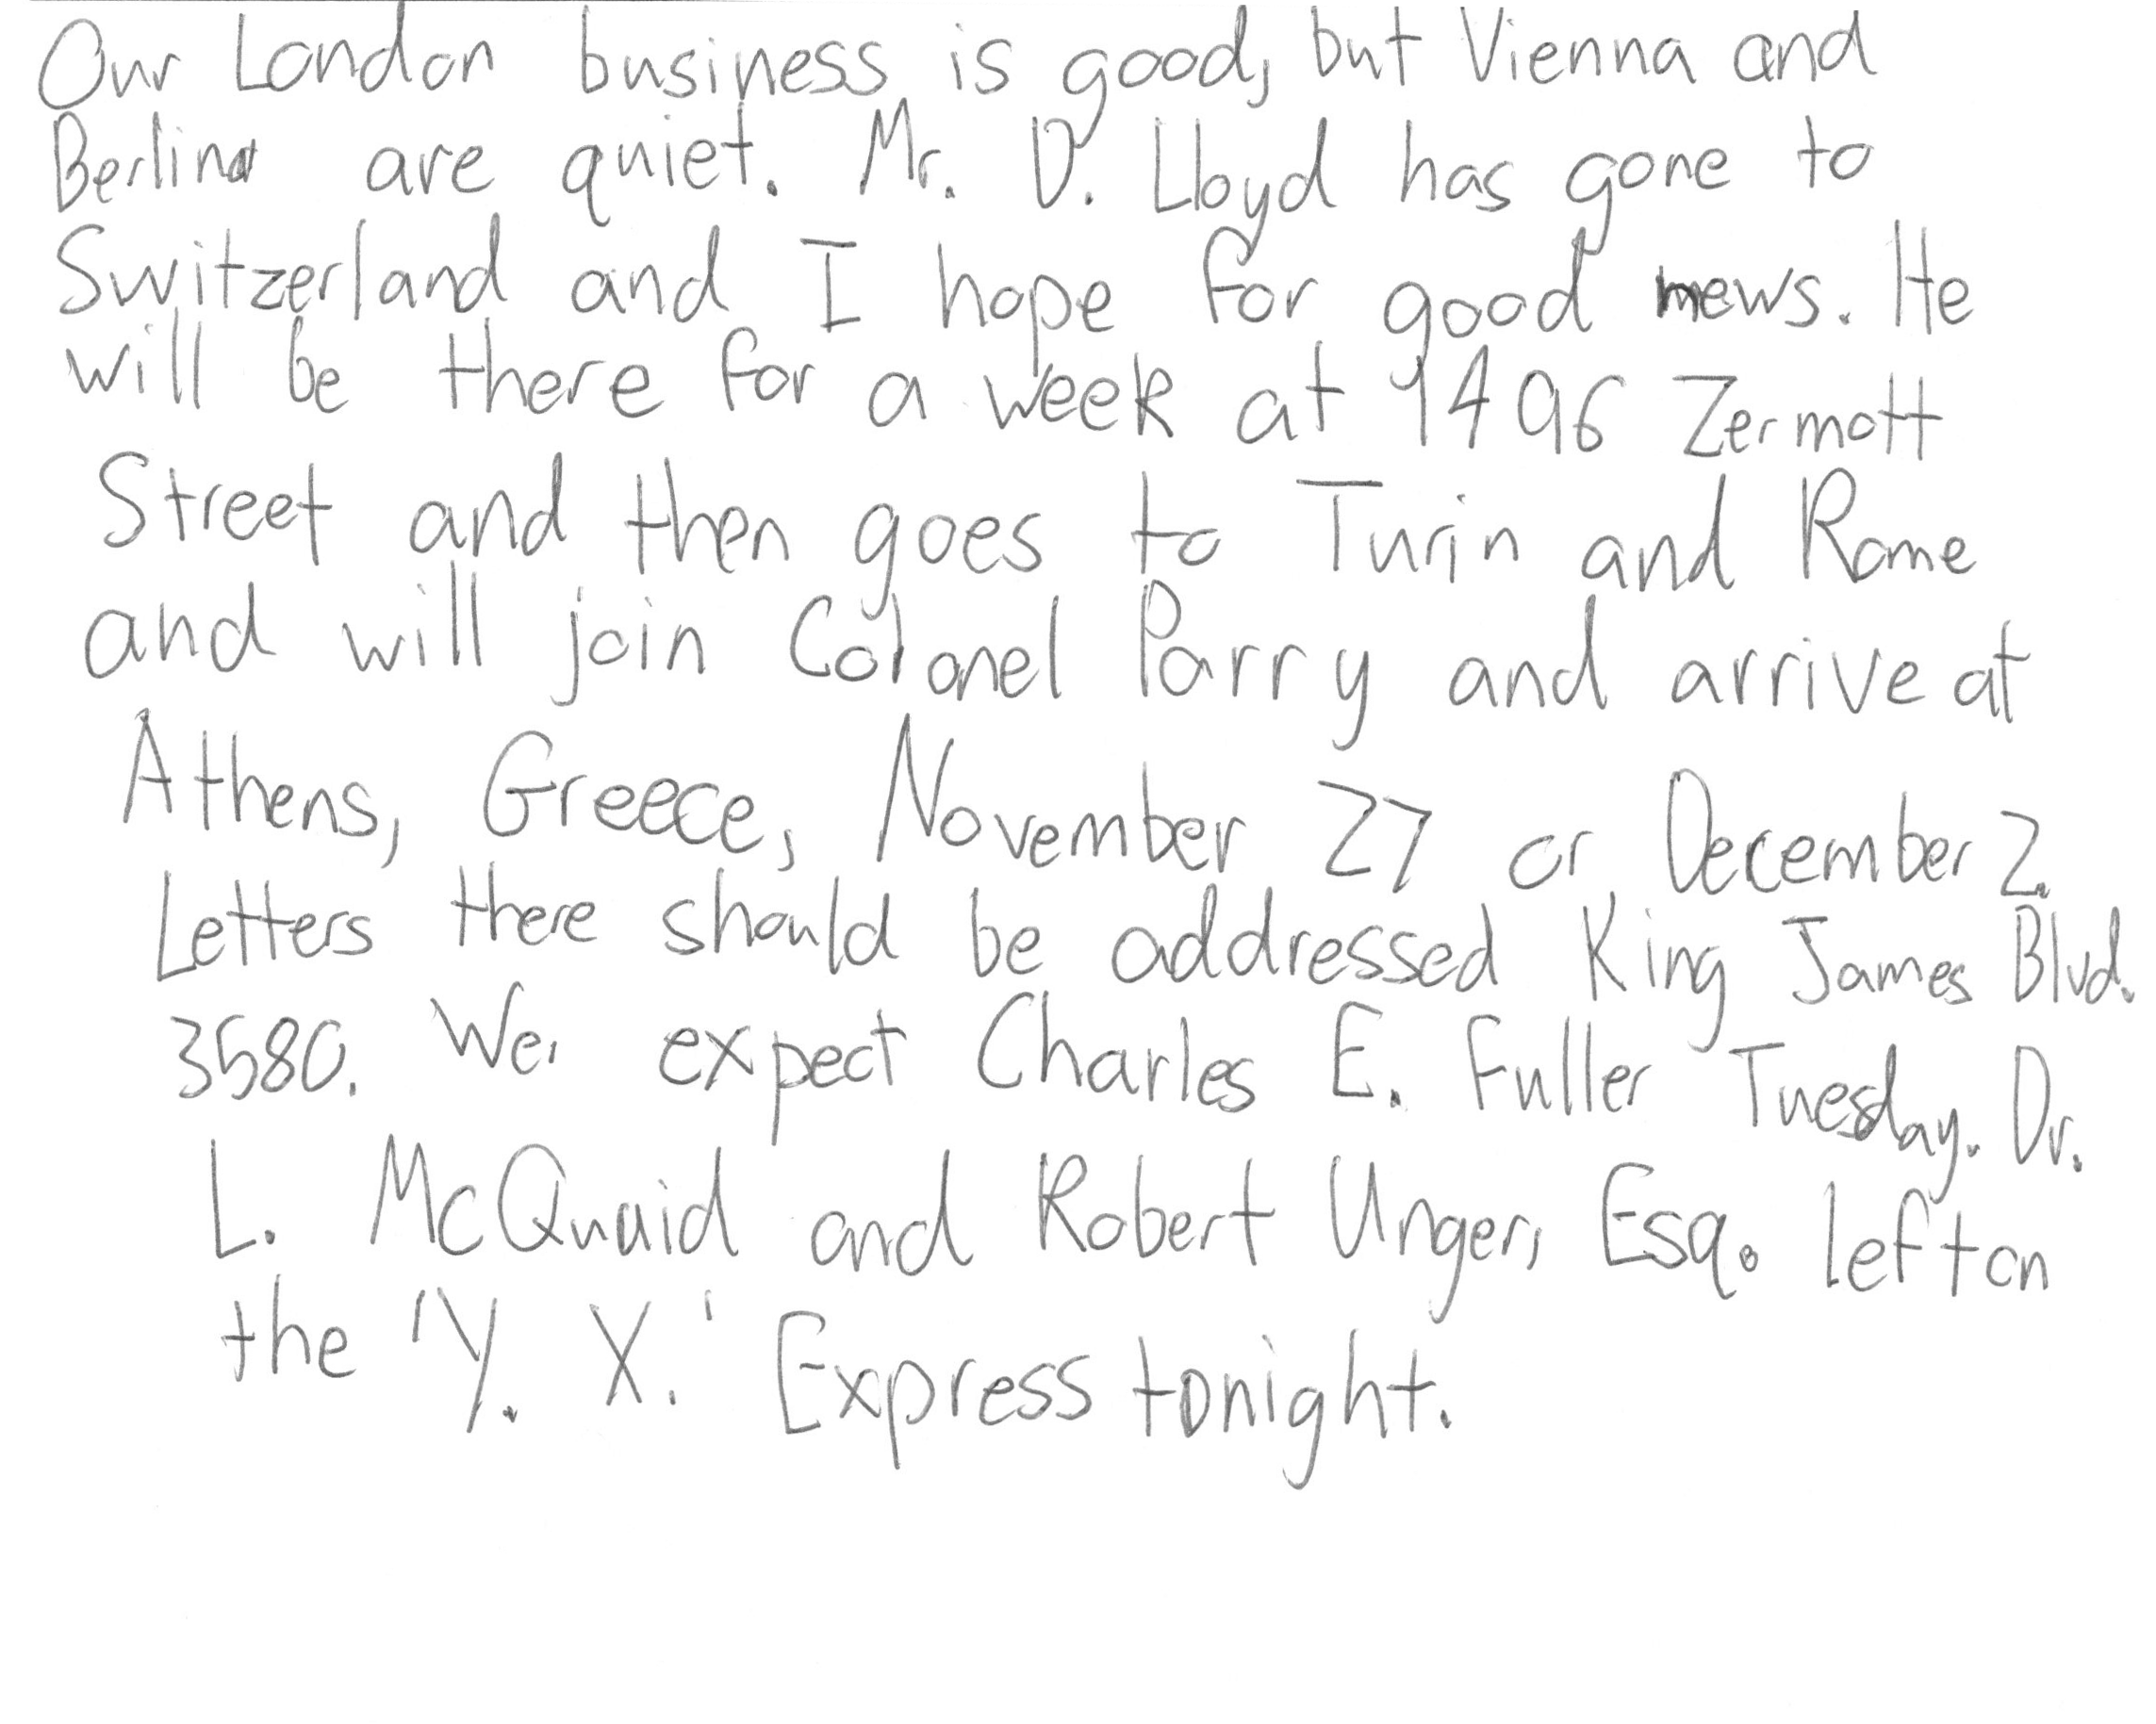 Our London business is good, but Vienna and
Berlin are quiet. Mr. D. Lloyd has gone to
Switzerland and I hope for good news. He
will be there for a week at 9496 Zermott
Street and then goes to Turin and Rome
and will join Colonel Parry and arrive at
Athens, Greece, November 27 or December 2.
Letters there should be addressed King James Blvd.
3580. We expect Charles E. Fuller Tuesday. Dr.
L. McQuaid and Robert Unger, Esq. left on
the 'Y. X.' Express tonight.